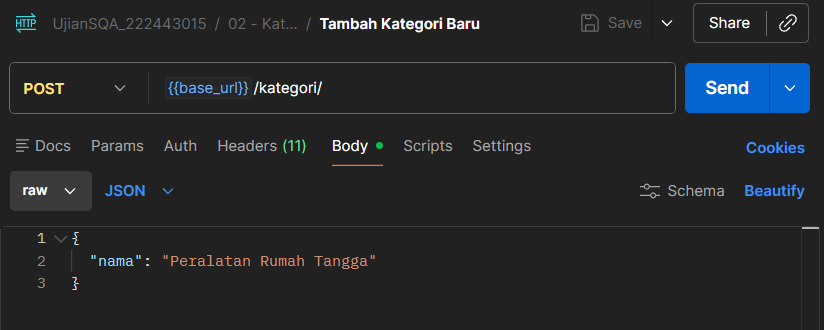 HTTP UjianSQA_222443015 / 02 - Kat... / Tambah Kategori Baru Save Share
POST {{base_url}} /kategori/ Send
Docs Params Auth Headers (11) Body Scripts Settings Cookies
raw JSON Schema Beautify
1 {
2 "nama": "Peralatan Rumah Tangga"
3 }